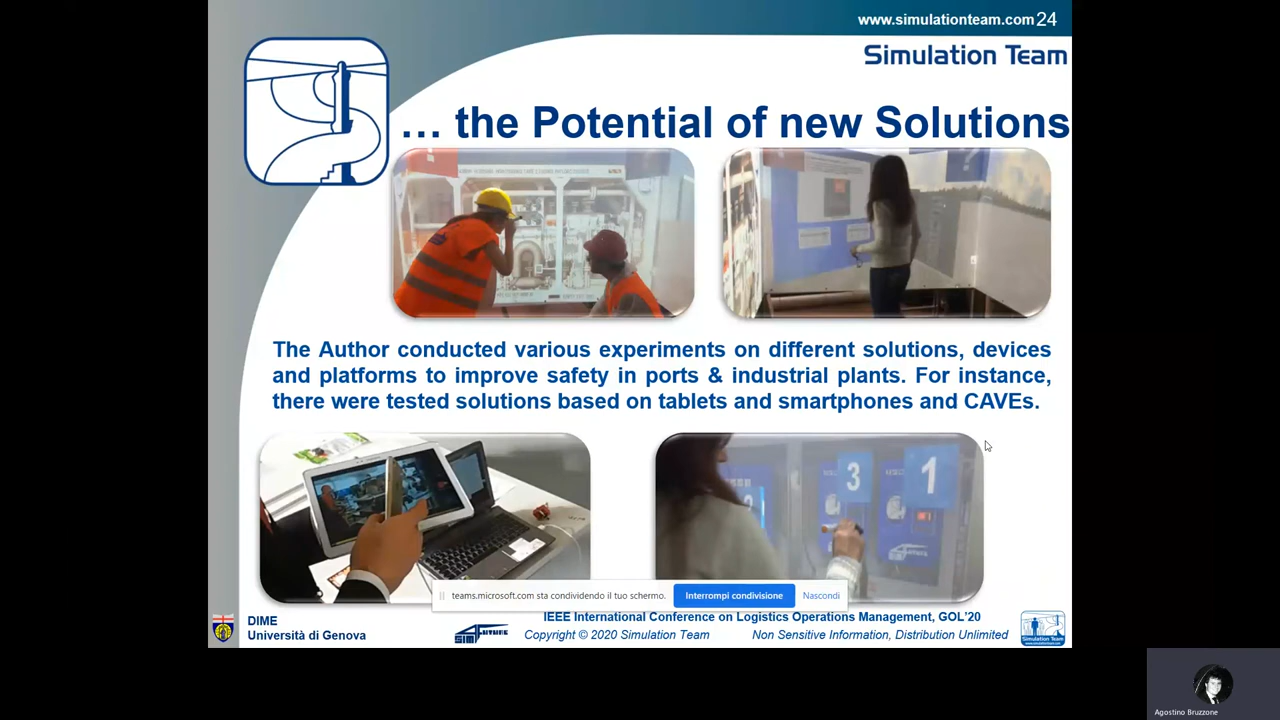 www.simulationteam.com 24
Simulation Team
… the Potential of new Solutions
The Author conducted various experiments on different solutions, devices
and platforms to improve safety in ports & industrial plants. For instance,
there were tested solutions based on tablets and smartphones and CAVEs.
3
1
teams.microsoft.com sta condividendo il tuo schermo.
Interrompi condivisione
Nascondi
DIME
Università di Genova
IEEE International Conference on Logistics Operations Management, GOL'20
Copyright © 2020 Simulation Team
Non Sensitive Information, Distribution Unlimited
Simulation Team
Agostino Bruzzone